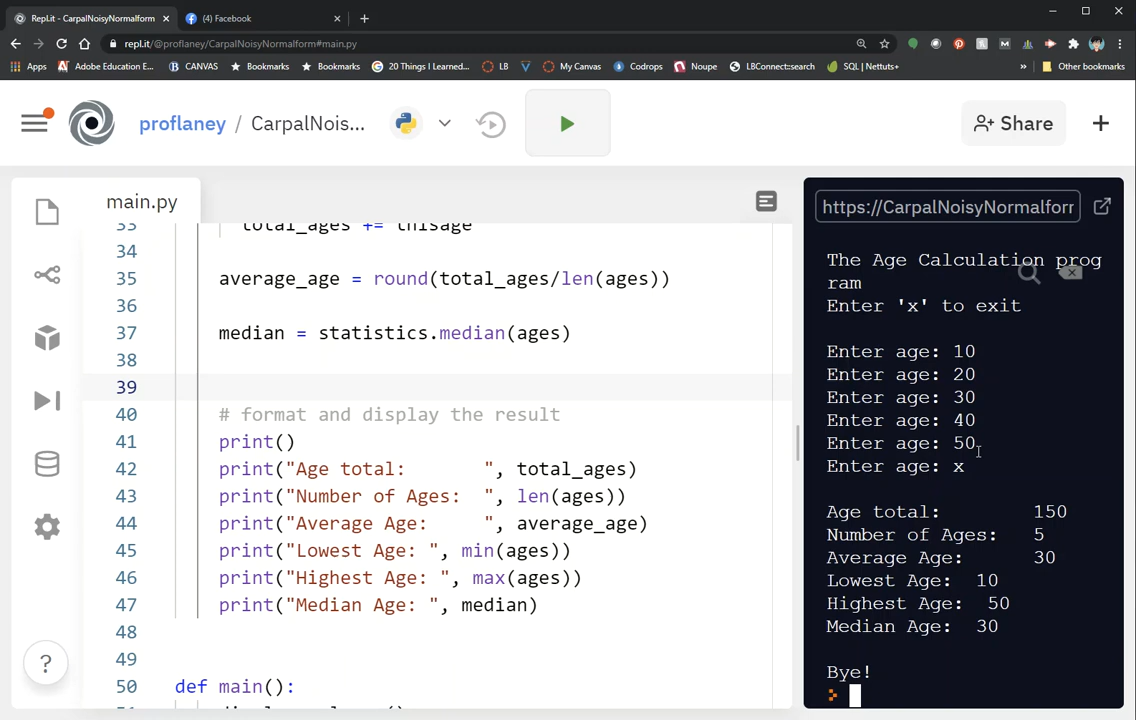 Repl.it - CarpalNoisyNormalform
(4) Facebook
repl.it/@proflaney/CarpalNoisyNormalform#main.py
Apps Adobe Education E... CANVAS Bookmarks Bookmarks 20 Things I Learned... LB My Canvas Codrops Noupe LBConnect:search SQL | Nettuts+ » Other bookmarks
proflaney / CarpalNois...
Share
main.py
https://CarpalNoisyNormalforr
33 total_ages += thisage
34
35 average_age = round(total_ages/len(ages))
36
37 median = statistics.median(ages)
38
39
40 # format and display the result
41 print()
42 print("Age total:       ", total_ages)
43 print("Number of Ages:  ", len(ages))
44 print("Average Age:     ", average_age)
45 print("Lowest Age: ", min(ages))
46 print("Highest Age: ", max(ages))
47 print("Median Age: ", median)
48
49
50 def main():
?
The Age Calculation prog
ram
Enter 'x' to exit
Enter age: 10
Enter age: 20
Enter age: 30
Enter age: 40
Enter age: 50
Enter age: x
Age total:        150
Number of Ages:   5
Average Age:      30
Lowest Age:  10
Highest Age:  50
Median Age:  30
Bye!